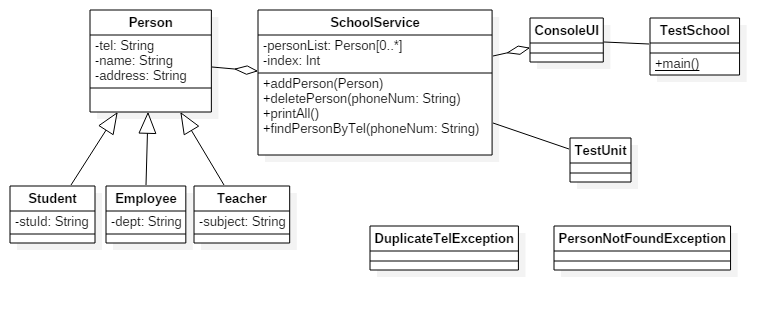 Person
-tel: String
-name: String
-address: String
SchoolService
-personList: Person[0..*]
-index: Int
+addPerson(Person)
+deletePerson(phoneNum: String)
+printAll()
+findPersonByTel(phoneNum: String)
ConsoleUI
TestSchool
+main()
TestUnit
Student
-stuId: String
Employee
-dept: String
Teacher
-subject: String
DuplicateTelException
PersonNotFoundException